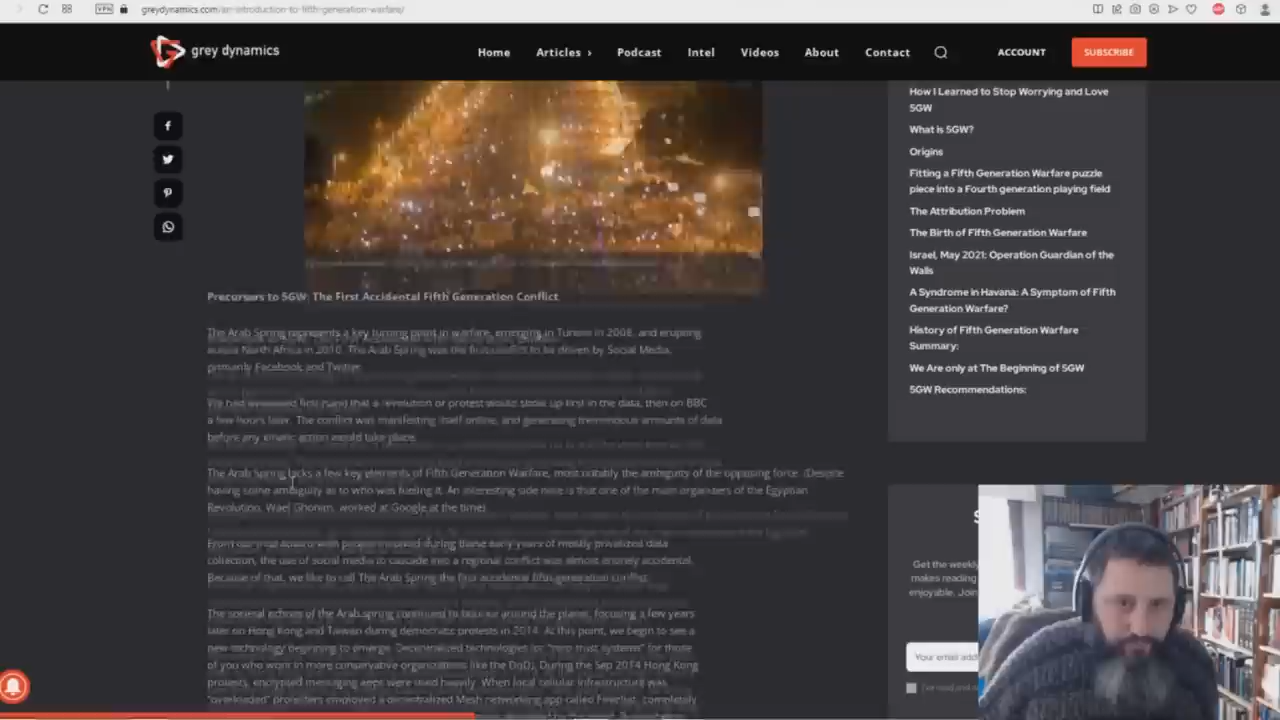 VPN greydynamics.com/an-introduction-to-fifth-generation-warfare/
grey dynamics
Home Articles › Podcast Intel Videos About Contact ACCOUNT SUBSCRIBE
How I Learned to Stop Worrying and Love
5GW
What is 5GW?
Origins
Fitting a Fifth Generation Warfare puzzle
piece into a Fourth generation playing field
The Attribution Problem
The Birth of Fifth Generation Warfare
Israel, May 2021: Operation Guardian of the
Walls
A Syndrome in Havana: A Symptom of Fifth
Generation Warfare?
History of Fifth Generation Warfare
Summary:
We Are only at The Beginning of 5GW
5GW Recommendations:
Precursors to 5GW: The First Accidental Fifth Generation Conflict
The Arab Spring represents a key turning point in warfare, emerging in Tunisia in 2008, and erupting
across North Africa in 2010. The Arab Spring was the first conflict to be driven by Social Media,
primarily Facebook and Twitter.
We had witnessed first hand that a revolution or protest would show up first in the data, then on BBC
a few hours later. The conflict was manifesting itself online, and generating tremendous amounts of data
before any kinetic action would take place.
The Arab Spring lacks a few key elements of Fifth Generation Warfare, most notably the ambiguity of the opposing force. (Despite
having some ambiguity as to who was fueling it. An interesting side note is that one of the main organizers of the Egyptian
Revolution, Wael Ghonim, worked at Google at the time)
during these early years of mostly privatized data
collection, the use of social media to cascade into a regional conflict was almost entirely accidental.
Because of that, we like to call The Arab Spring the first accidental fifth generation conflict.
The societal echoes of the Arab spring continued to bounce around the planet, focusing a few years
later on Hong Kong and Taiwan during democratic protests in 2014. At this point, we begin to see a
new technology beginning to emerge. Decentralized technologies (or "zero trust systems" for those
of you who work in more conservative organizations like the DoD). During the Sep 2014 Hong Kong
protests, encrypted messaging apps were used heavily. When local cellular infrastructure was
"overloaded" protesters employed a decentralized Mesh networking app called Firechat, completely
S
Get the weekly
makes reading
enjoyable. Join
Your email add
I've read and